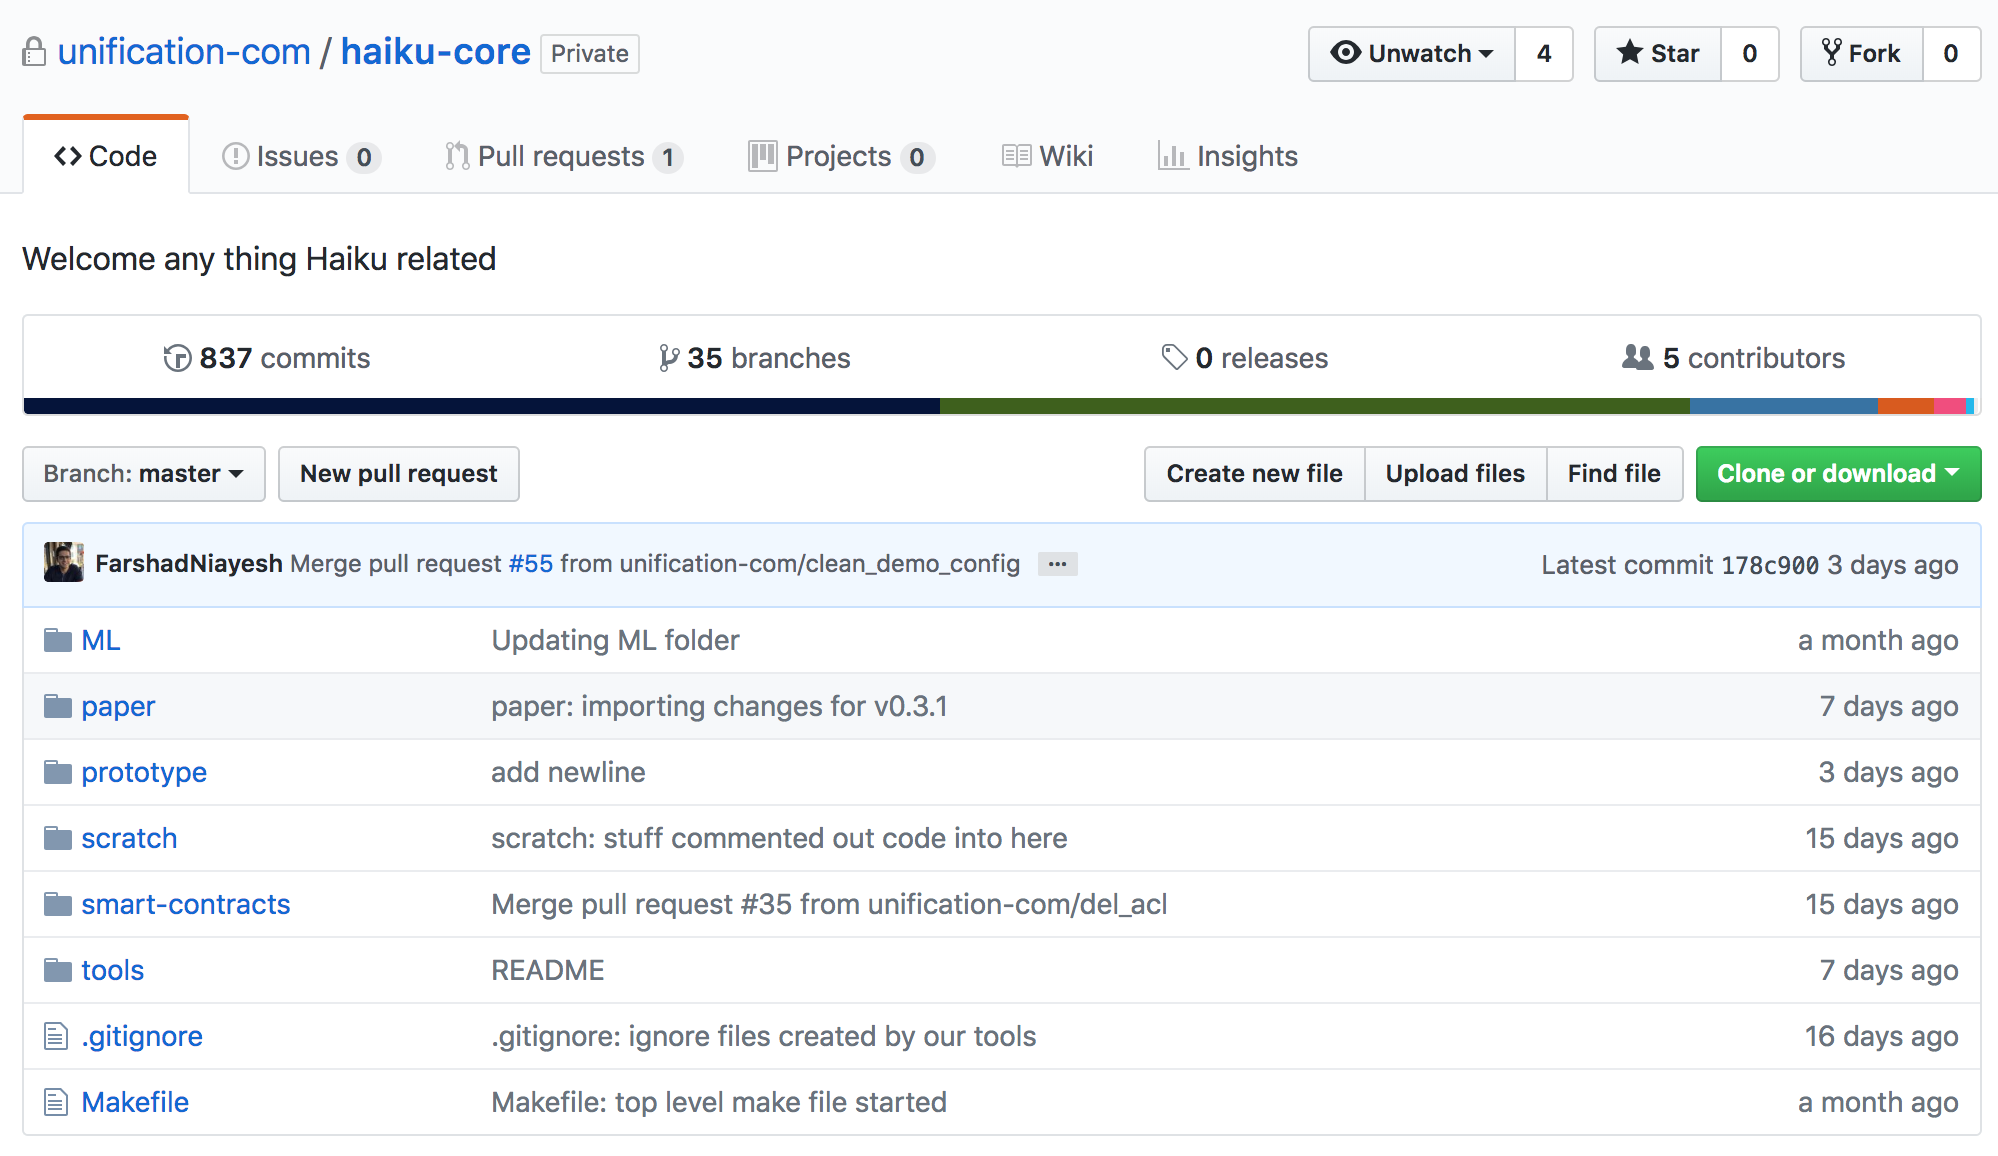 unification-com / haiku-core Private Unwatch 4 Star 0 Fork 0
Code Issues 0 Pull requests 1 Projects 0 Wiki Insights
Welcome any thing Haiku related
837 commits 35 branches 0 releases 5 contributors
Branch: master New pull request Create new file Upload files Find file Clone or download
FarshadNiayesh Merge pull request #55 from unification-com/clean_demo_config ... Latest commit 178c900 3 days ago
ML Updating ML folder a month ago
paper paper: importing changes for v0.3.1 7 days ago
prototype add newline 3 days ago
scratch scratch: stuff commented out code into here 15 days ago
smart-contracts Merge pull request #35 from unification-com/del_acl 15 days ago
tools README 7 days ago
.gitignore .gitignore: ignore files created by our tools 16 days ago
Makefile Makefile: top level make file started a month ago